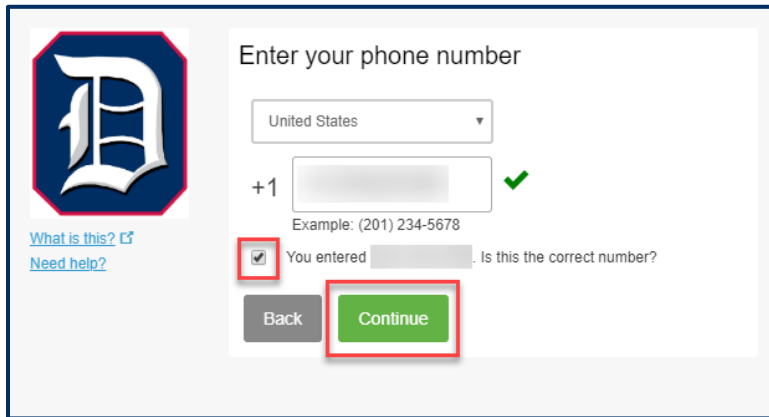 D
Enter your phone number
United States
+1
Example: (201) 234-5678
What is this?
Need help?
You entered . Is this the correct number?
Back
Continue